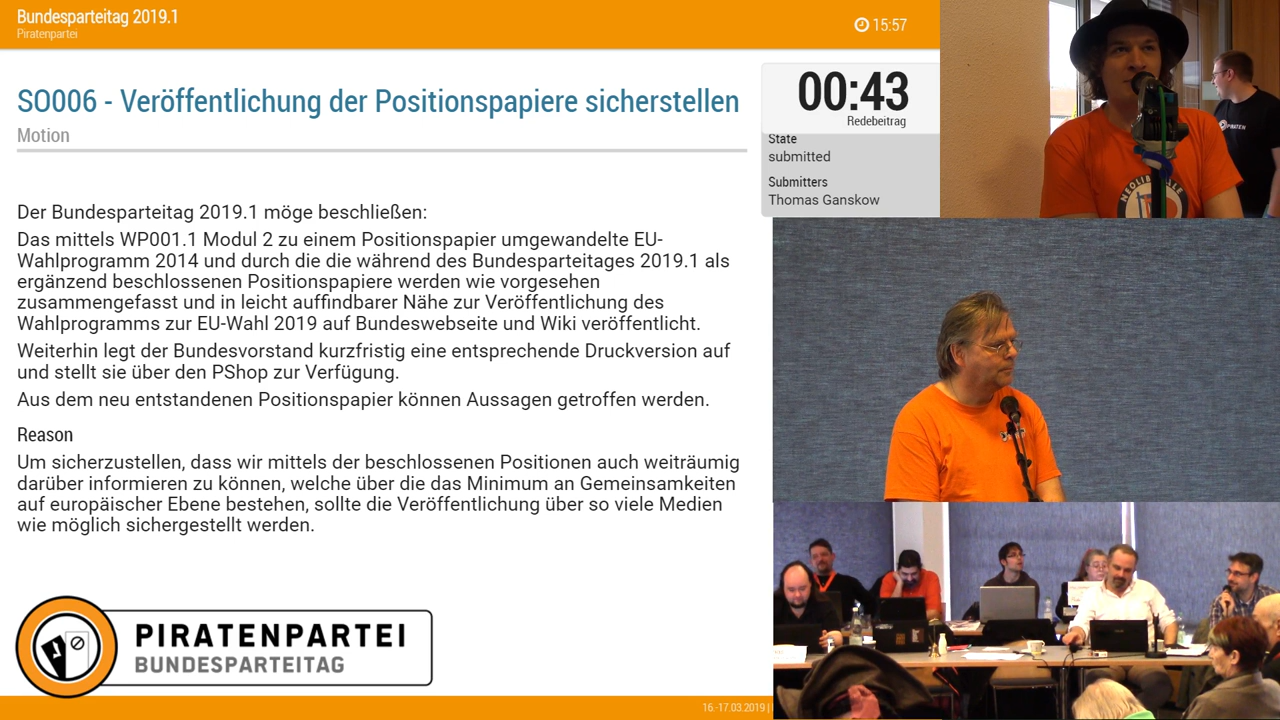 Bundesparteitag 2019.1
Piratenpartei
15:57
SO006 - Veröffentlichung der Positionspapiere sicherstellen
Motion
00:43
Redebeitrag
State
submitted
Submitters
Thomas Ganskow
Der Bundesparteitag 2019.1 möge beschließen:
Das mittels WP001.1 Modul 2 zu einem Positionspapier umgewandelte EU-
Wahlprogramm 2014 und durch die die während des Bundesparteitages 2019.1 als
ergänzend beschlossenen Positionspapiere werden wie vorgesehen
zusammengefasst und in leicht auffindbarer Nähe zur Veröffentlichung des
Wahlprogramms zur EU-Wahl 2019 auf Bundeswebseite und Wiki veröffentlicht.
Weiterhin legt der Bundesvorstand kurzfristig eine entsprechende Druckversion auf
und stellt sie über den PShop zur Verfügung.
Aus dem neu entstandenen Positionspapier können Aussagen getroffen werden.
Reason
Um sicherzustellen, dass wir mittels der beschlossenen Positionen auch weiträumig
darüber informieren zu können, welche über die das Minimum an Gemeinsamkeiten
auf europäischer Ebene bestehen, sollte die Veröffentlichung über so viele Medien
wie möglich sichergestellt werden.
PIRATENPARTEI
BUNDESPARTEITAG
16.-17.03.2019 |
PIRATEN